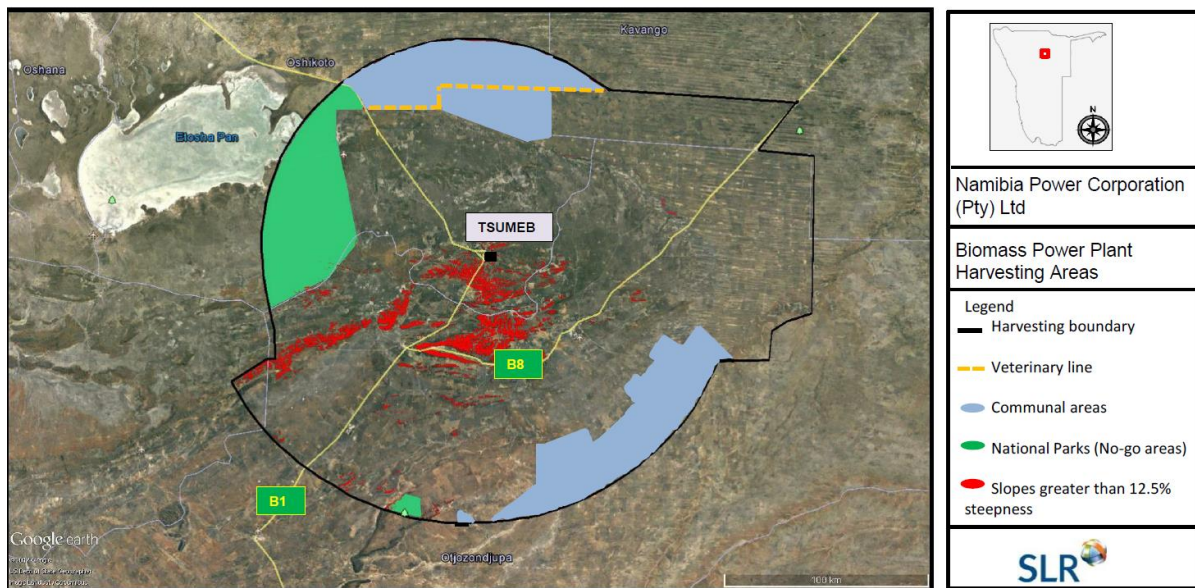 Kavango
Oshana
Oshikoto
Etosha Pan
TSUMEB
B8
B1
Otjozondjupa
Google earth
100 km
N
Namibia Power Corporation
(Pty) Ltd
Biomass Power Plant
Harvesting Areas
Legend
Harvesting boundary
Veterinary line
Communal areas
National Parks (No-go areas)
Slopes greater than 12.5%
steepness
SLR